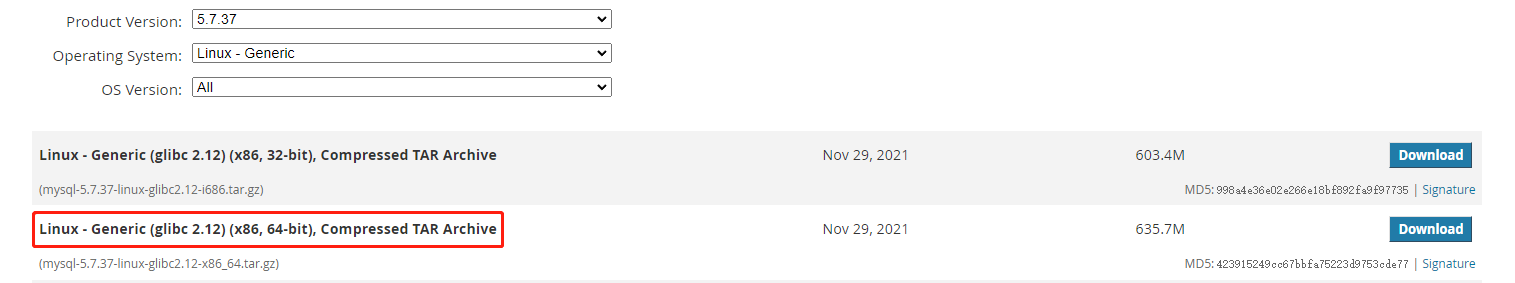 Product Version: 5.7.37
Operating System: Linux - Generic
OS Version: All
Linux - Generic (glibc 2.12) (x86, 32-bit), Compressed TAR Archive Nov 29, 2021 603.4M Download
(mysql-5.7.37-linux-glibc2.12-i686.tar.gz) MD5: 998a4e36e02e266e18bf892fa9f97735 | Signature
Linux - Generic (glibc 2.12) (x86, 64-bit), Compressed TAR Archive Nov 29, 2021 635.7M Download
(mysql-5.7.37-linux-glibc2.12-x86_64.tar.gz) MD5: 423915249cc67bbfa75223d9753cde77 | Signature